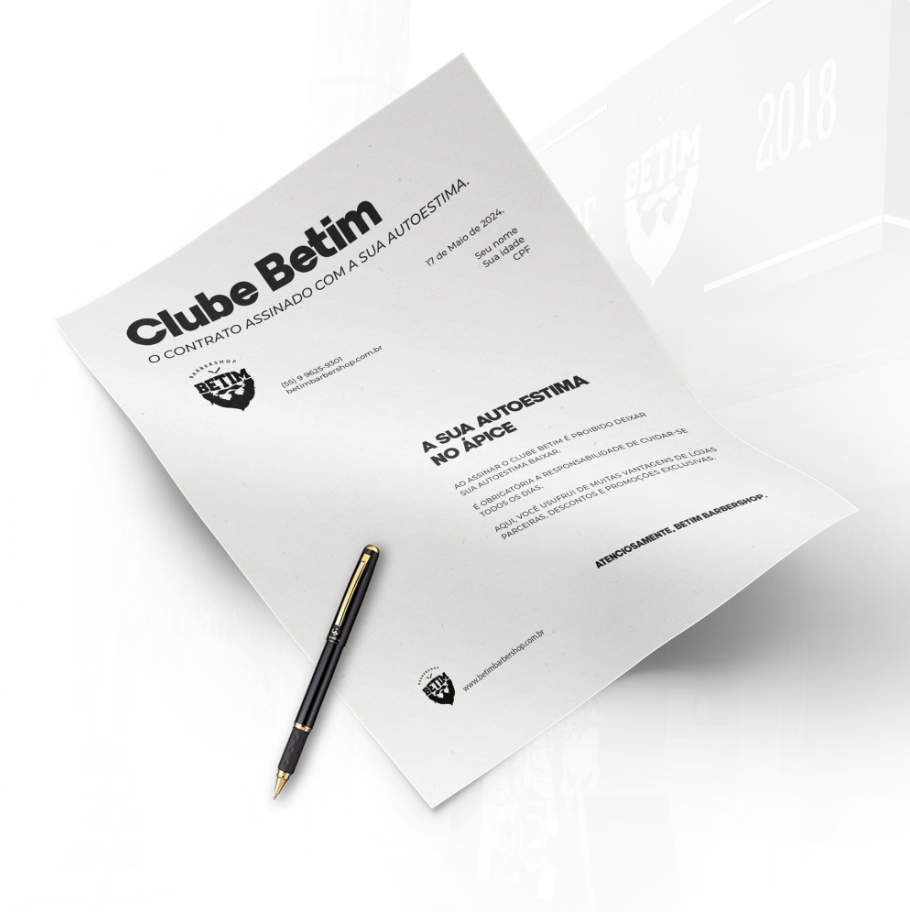 2018
BETIM
Clube Betim
O CONTRATO ASSINADO COM A SUA AUTOESTIMA.
17 de Maio de 2024.
Seu nome
Sua idade
CPF
BARBERSHOP
BETIM
(55) 9 9625-9301
betimbarbershop.com.br
A SUA AUTOESTIMA
NO ÁPICE
AO ASSINAR O CLUBE BETIM É PROIBIDO DEIXAR
SUA AUTOESTIMA BAIXAR.
É OBRIGATÓRIA A RESPONSABILIDADE DE CUIDAR-SE
TODOS OS DIAS.
AQUI, VOCÊ USUFRUI DE MUITAS VANTAGENS DE LOJAS
PARCEIRAS, DESCONTOS E PROMOÇÕES EXCLUSIVAS.
ATENCIOSAMENTE, BETIM BARBERSHOP.
BARBERSHOP
BETIM
www.betimbarbershop.com.br